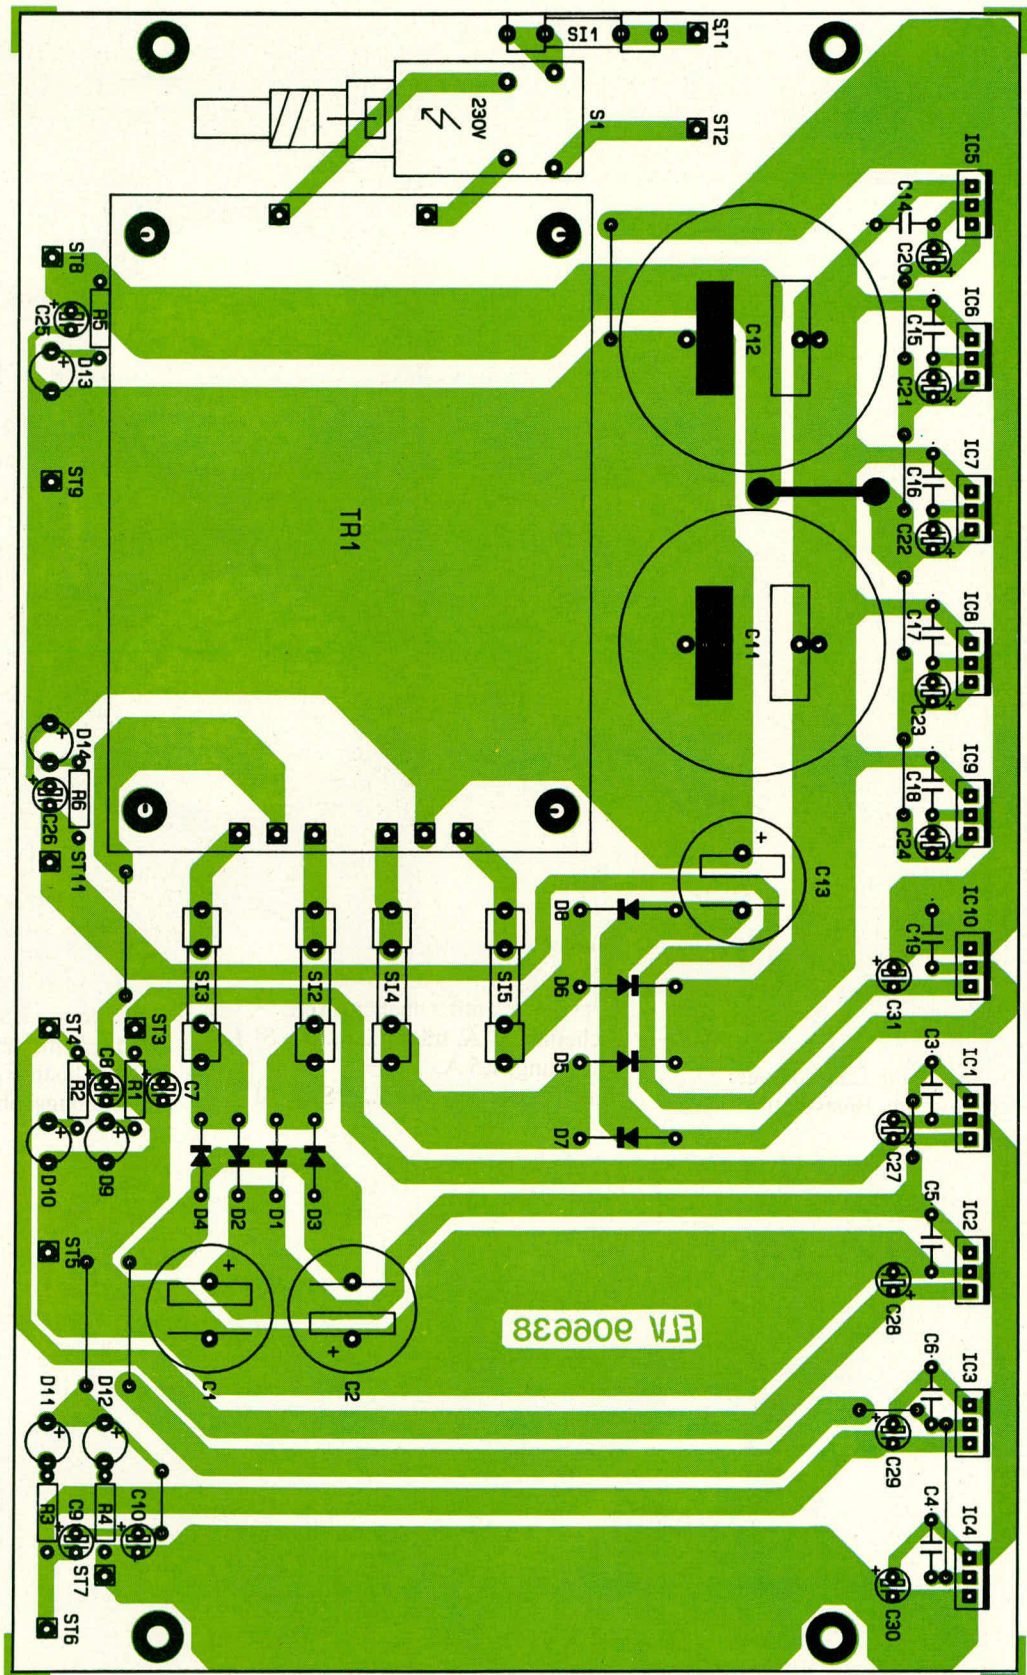 SI1
ST1
230V
S1
ST2
IC5
C14
C20
ST8
C25
R5
D13
C12
IC6
C15
C21
ST9
TR1
IC7
C16
C22
C11
IC8
C17
C23
D14
R6
C26
ST11
IC9
C18
C24
C13
D8
SI3
SI2
SI4
SI5
D6
IC10
C19
C31
ST4
ST3
C8
R2
R1
C7
D5
C3
IC1
C27
D10
D9
D7
D4
D2
D1
D3
ST5
C5
IC2
C28
C1
C2
ELV 906638
D11
D12
C6
IC3
C29
R3
C9
R4
C10
C4
IC4
ST7
C30
ST6